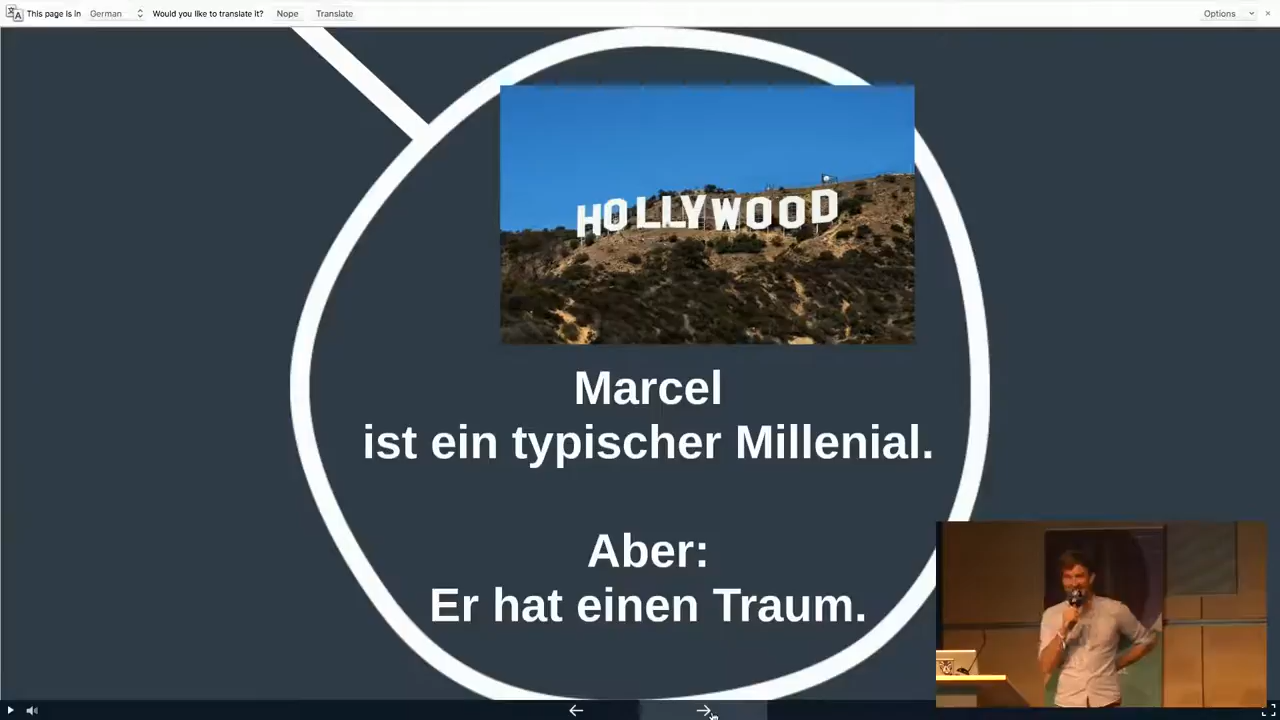 This page is in German Would you like to translate it? Nope Translate Options
HOLLYWOOD
Marcel
ist ein typischer Millenial.
Aber:
Er hat einen Traum.